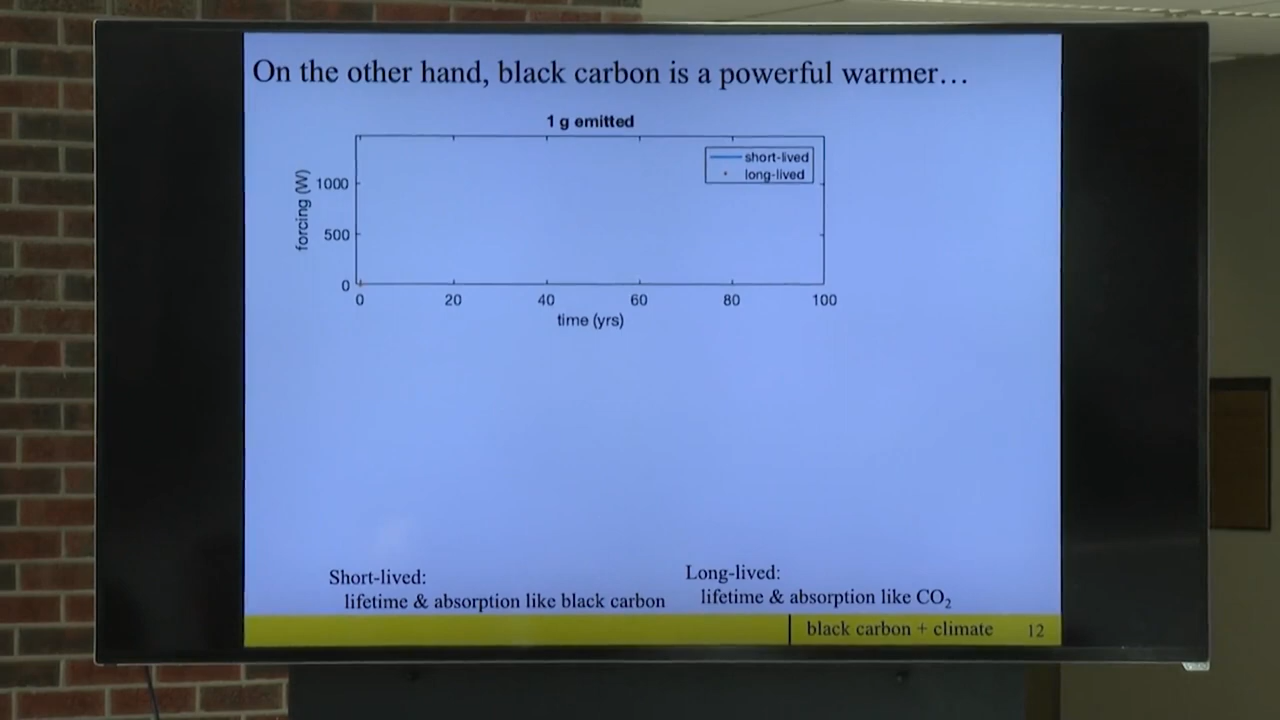 On the other hand, black carbon is a powerful warmer…
1 g emitted
short-lived
long-lived
forcing (W)
1000
500
0
0 20 40 60 80 100
time (yrs)
Short-lived:
lifetime & absorption like black carbon
Long-lived:
lifetime & absorption like CO₂
black carbon + climate 12